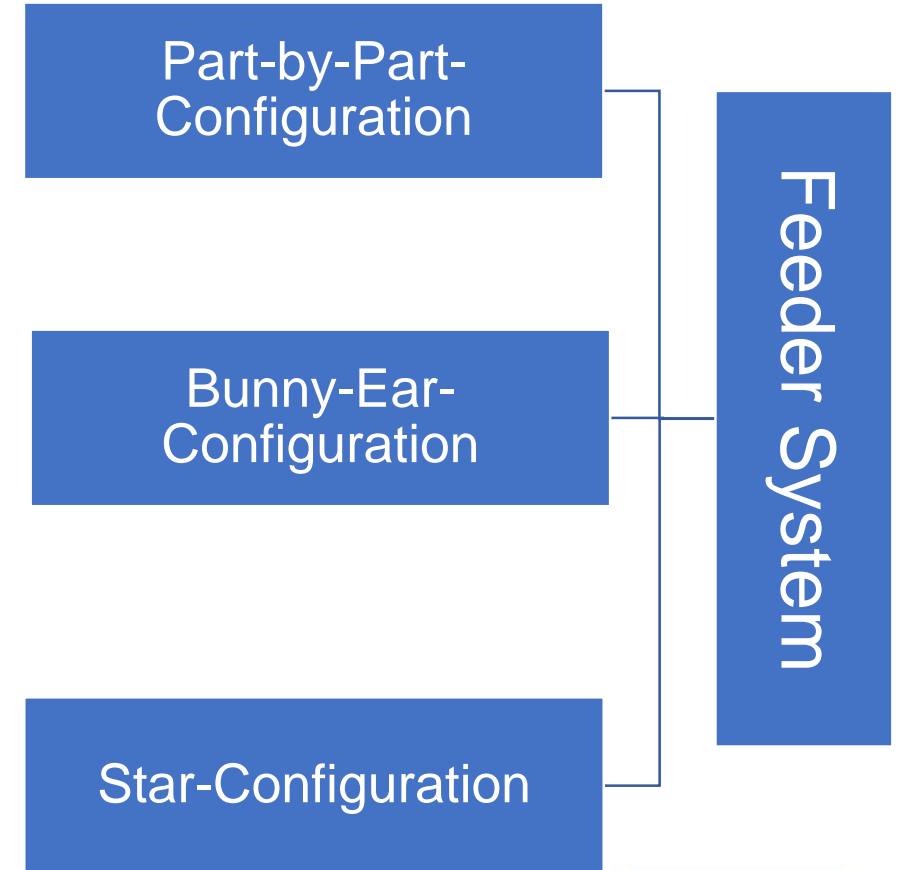 Part-by-Part-
Configuration
Bunny-Ear-
Configuration
Star-Configuration
Feeder System